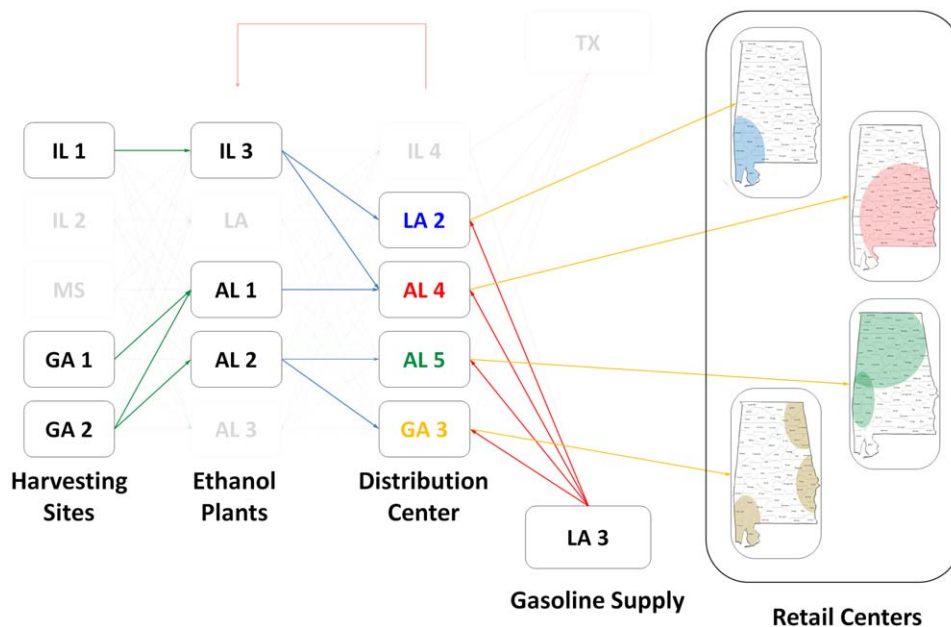 TX
IL 1
IL 3
IL 4
IL 2
LA
LA 2
MS
AL 1
AL 4
GA 1
AL 2
AL 5
GA 2
AL 3
GA 3
Harvesting
Sites
Ethanol
Plants
Distribution
Center
LA 3
Gasoline Supply
Retail Centers